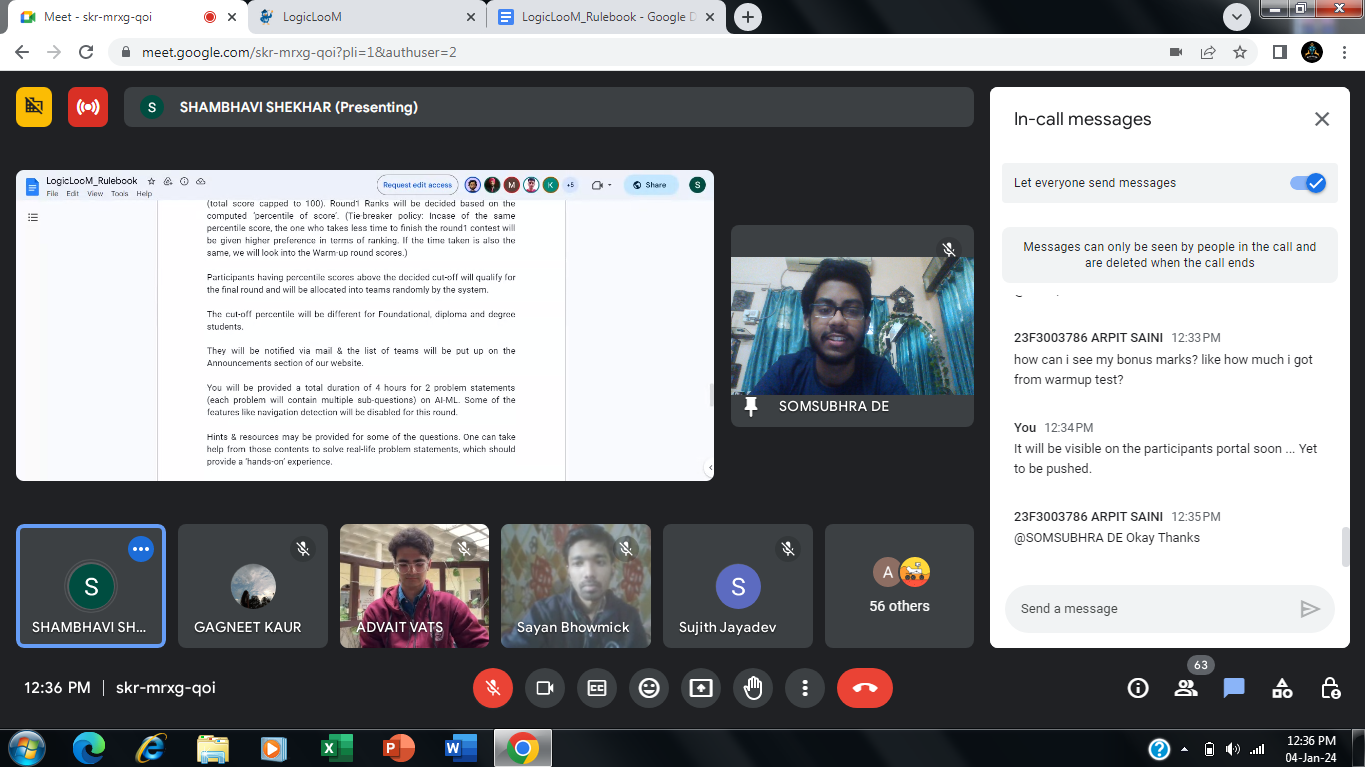 Meet - skr-mrxg-qoi
LogicLooM
LogicLooM_Rulebook - Google D
meet.google.com/skr-mrxg-qoi?pli=1&authuser=2
S
SHAMBHAVI SHEKHAR (Presenting)
LogicLooM_Rulebook
File Edit View Tools Help
Request edit access
M
K
+5
Share
S
(total score capped to 100). Round1 Ranks will be decided based on the
computed 'percentile of score'. (Tie-breaker policy: Incase of the same
percentile score, the one who takes less time to finish the round1 contest will
be given higher preference in terms of ranking. If the time taken is also the
same, we will look into the Warm-up round scores.)
Participants having percentile scores above the decided cut-off will qualify for
the final round and will be allocated into teams randomly by the system.
The cut-off percentile will be different for Foundational, diploma and degree
students.
They will be notified via mail & the list of teams will be put up on the
Announcements section of our website.
You will be provided a total duration of 4 hours for 2 problem statements
(each problem will contain multiple sub-questions) on AI-ML. Some of the
features like navigation detection will be disabled for this round.
Hints & resources may be provided for some of the questions. One can take
help from those contents to solve real-life problem statements, which should
provide a 'hands-on' experience.
SOMSUBHRA DE
S
SHAMBHAVI SH...
GAGNEET KAUR
ADVAIT VATS
Sayan Bhowmick
S
Sujith Jayadev
A
56 others
In-call messages
Let everyone send messages
Messages can only be seen by people in the call and
are deleted when the call ends
23F3003786 ARPIT SAINI 12:33 PM
how can i see my bonus marks? like how much i got
from warmup test?
You 12:34 PM
It will be visible on the participants portal soon ... Yet
to be pushed.
23F3003786 ARPIT SAINI 12:35 PM
@SOMSUBHRA DE Okay Thanks
Send a message
12:36 PM | skr-mrxg-qoi
63
12:36 PM
04-Jan-24